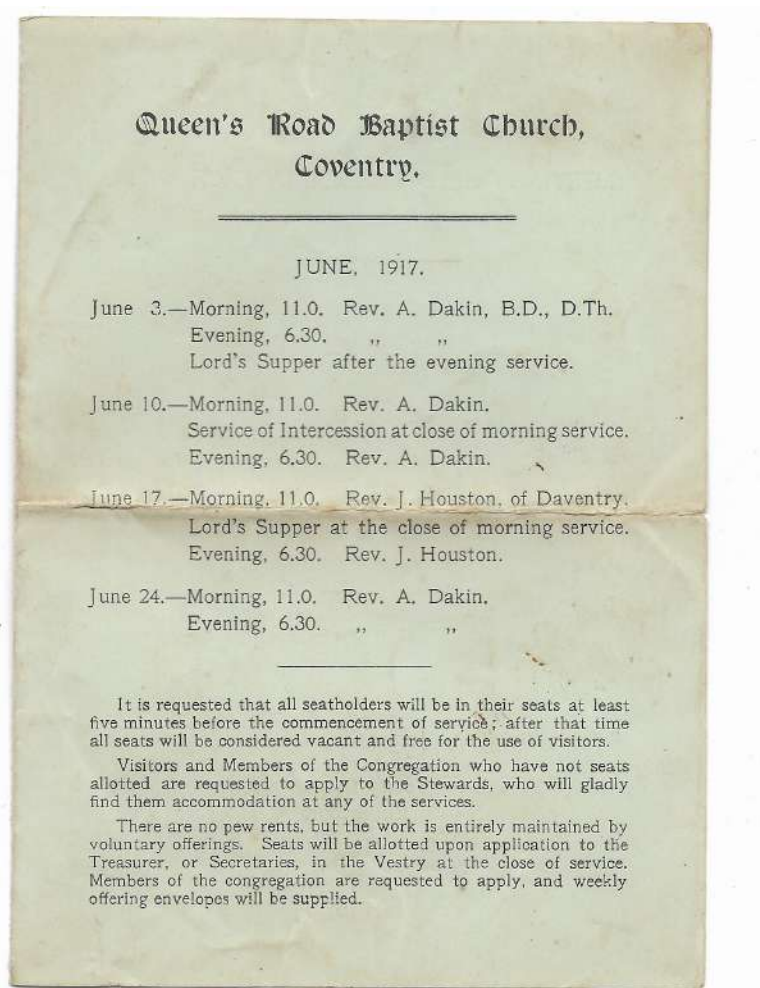 Queen's Road Baptist Church,
Coventry.
JUNE, 1917.
June 3.—Morning, 11.0. Rev. A. Dakin, B.D., D.Th.
Evening, 6.30. „ „
Lord's Supper after the evening service.
June 10.—Morning, 11.0. Rev. A. Dakin.
Service of Intercession at close of morning service.
Evening, 6.30. Rev. A. Dakin.
June 17.—Morning, 11.0. Rev. J. Houston, of Daventry.
Lord's Supper at the close of morning service.
Evening, 6.30. Rev. J. Houston.
June 24.—Morning, 11.0. Rev. A. Dakin.
Evening, 6.30. „ „
It is requested that all seatholders will be in their seats at least
five minutes before the commencement of service; after that time
all seats will be considered vacant and free for the use of visitors.
Visitors and Members of the Congregation who have not seats
allotted are requested to apply to the Stewards, who will gladly
find them accommodation at any of the services.
There are no pew rents, but the work is entirely maintained by
voluntary offerings. Seats will be allotted upon application to the
Treasurer, or Secretaries, in the Vestry at the close of service.
Members of the congregation are requested to apply, and weekly
offering envelopes will be supplied.